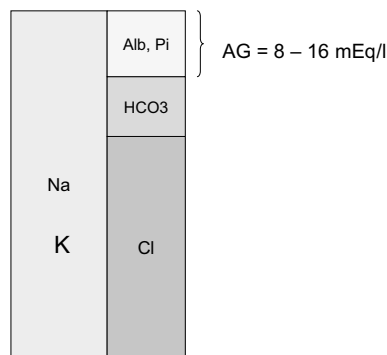 Alb, Pi
AG = 8 – 16 mEq/l
HCO3
Na
K
Cl